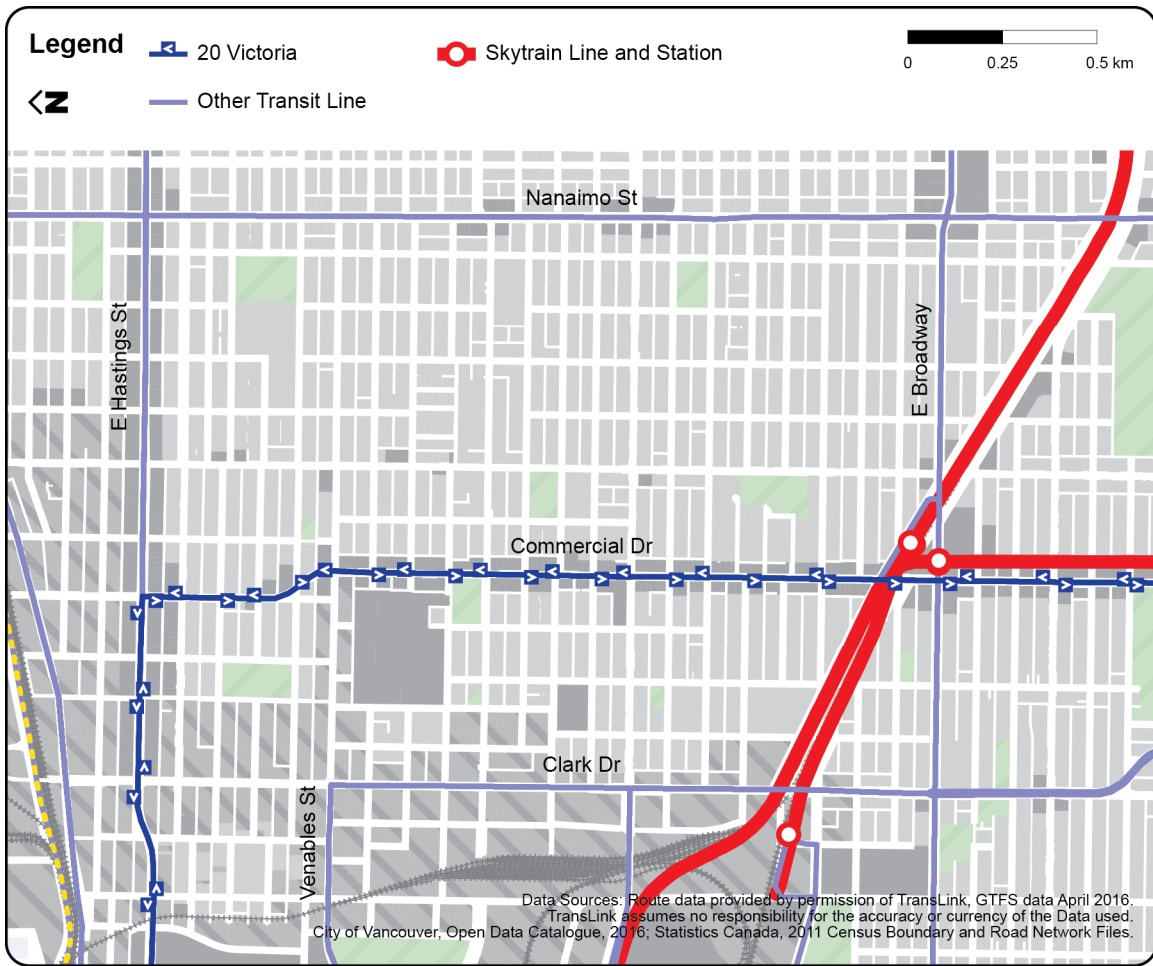 Legend
20 Victoria
Skytrain Line and Station
0 0.25 0.5 km
N
Other Transit Line
Nanaimo St
E Hastings St
E Broadway
Commercial Dr
Clark Dr
Venables St
Data Sources: Route data provided by permission of TransLink, GTFS data April 2016.
TransLink assumes no responsibility for the accuracy or currency of the Data used.
City of Vancouver, Open Data Catalogue, 2016; Statistics Canada, 2011 Census Boundary and Road Network Files.